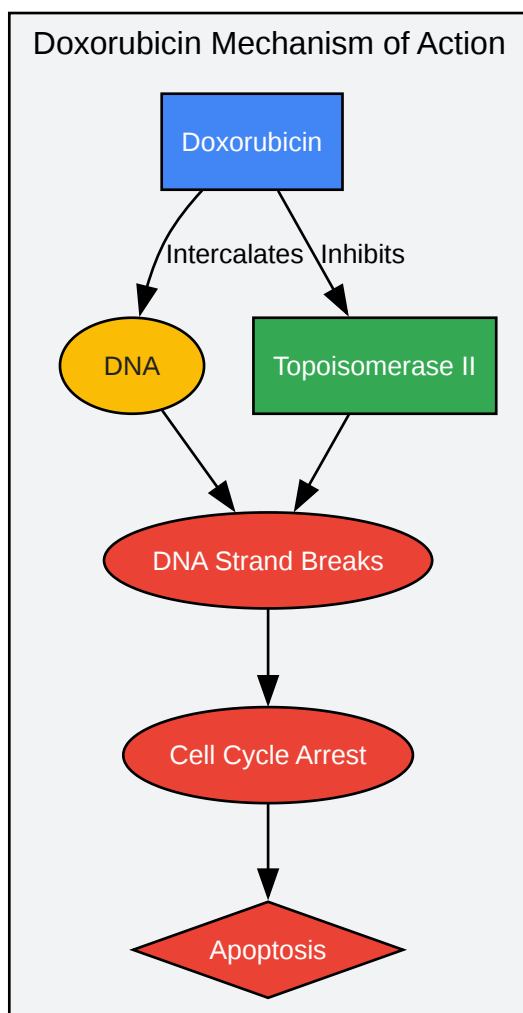 Doxorubicin Mechanism of Action
Doxorubicin
Intercalates
Inhibits
DNA
Topoisomerase II
DNA Strand Breaks
Cell Cycle Arrest
Apoptosis